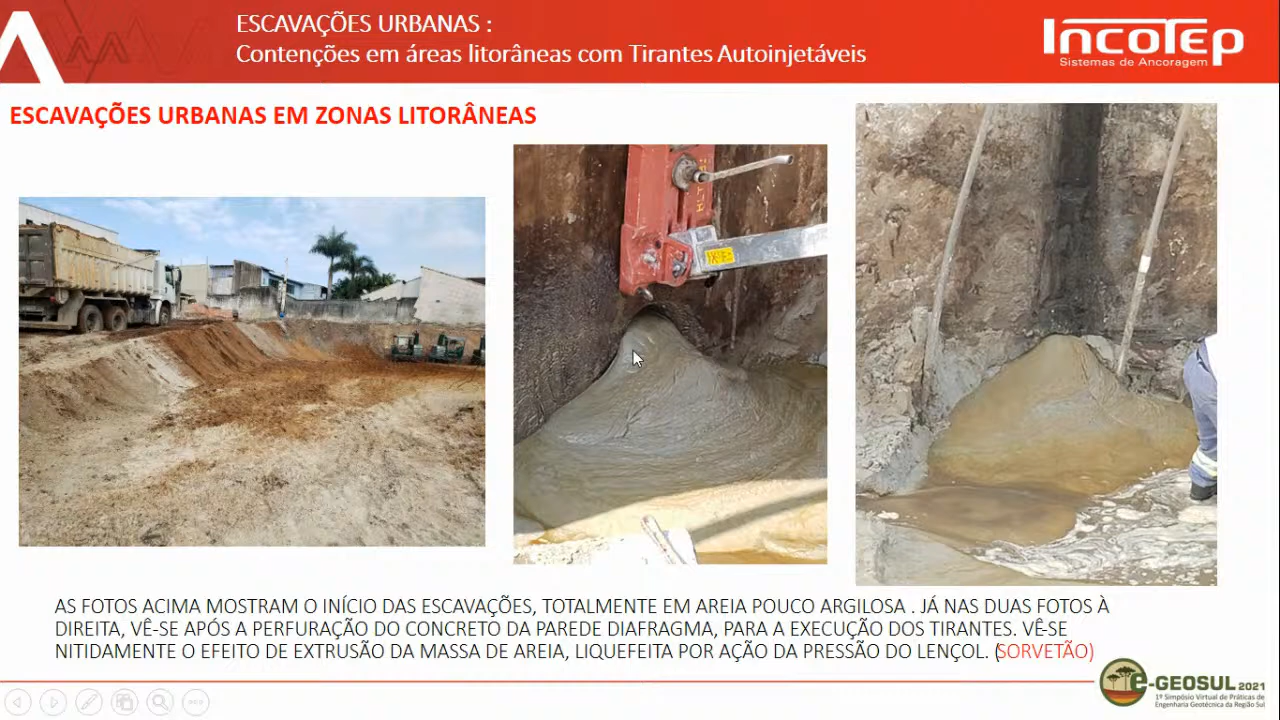 ESCAVAÇÕES URBANAS :
Contenções em áreas litorâneas com Tirantes Autoinjetáveis
INCOTEP
Sistemas de Ancoragem
ESCAVAÇÕES URBANAS EM ZONAS LITORÂNEAS
AS FOTOS ACIMA MOSTRAM O INÍCIO DAS ESCAVAÇÕES, TOTALMENTE EM AREIA POUCO ARGILOSA . JÁ NAS DUAS FOTOS À
DIREITA, VÊ-SE APÓS A PERFURAÇÃO DO CONCRETO DA PAREDE DIAFRAGMA, PARA A EXECUÇÃO DOS TIRANTES. VÊ-SE
NITIDAMENTE O EFEITO DE EXTRUSÃO DA MASSA DE AREIA, LIQUEFEITA POR AÇÃO DA PRESSÃO DO LENÇOL. (SORVETÃO)
e-GEOSUL 2021
1º Simpósio Virtual de Práticas de
Engenharia Geotécnica da Região Sul